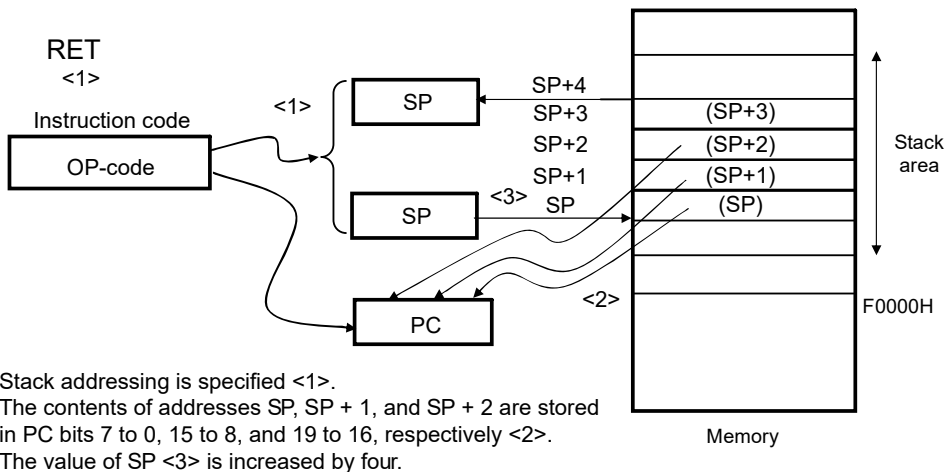 RET
<1>
Instruction code
OP-code
<1>
SP
SP+4
SP+3
SP+2
SP+1
SP
<3>
SP
(SP+3)
(SP+2)
(SP+1)
(SP)
Stack
area
<2>
PC
F0000H
Memory
Stack addressing is specified <1>.
The contents of addresses SP, SP + 1, and SP + 2 are stored
in PC bits 7 to 0, 15 to 8, and 19 to 16, respectively <2>.
The value of SP <3> is increased by four.